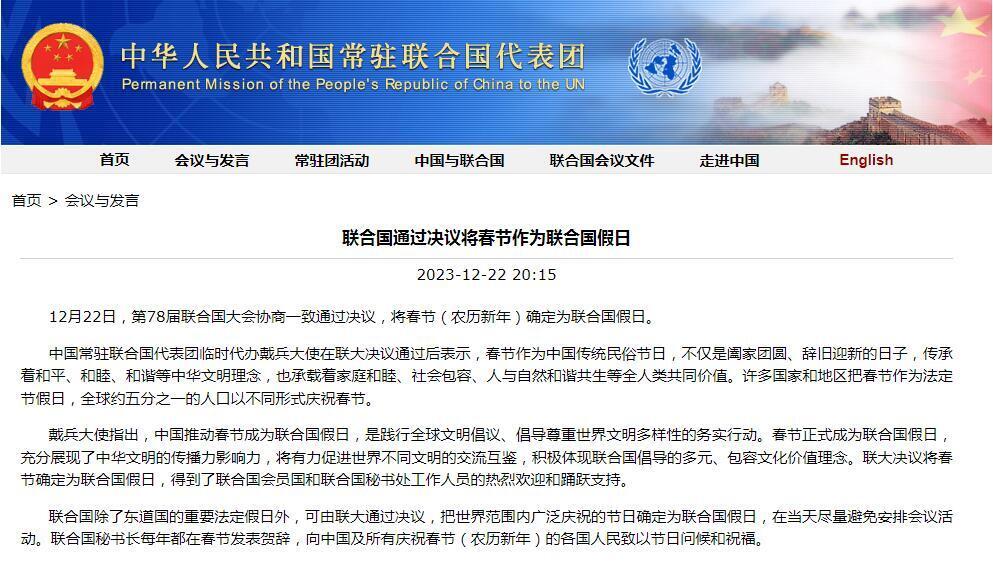 中华人民共和国常驻联合国代表团
Permanent Mission of the People's Republic of China to the UN
首页 会议与发言 常驻团活动 中国与联合国 联合国会议文件 走进中国 English
首页 > 会议与发言
联合国通过决议将春节作为联合国假日
2023-12-22 20:15
12月22日，第78届联合国大会协商一致通过决议，将春节（农历新年）确定为联合国假日。
中国常驻联合国代表团临时代办戴兵大使在联大决议通过后表示，春节作为中国传统民俗节日，不仅是阖家团圆、辞旧迎新的日子，传承
着和平、和睦、和谐等中华文明理念，也承载着家庭和睦、社会包容、人与自然和谐共生等全人类共同价值。许多国家和地区把春节作为法定
节假日，全球约五分之一的人口以不同形式庆祝春节。
戴兵大使指出，中国推动春节成为联合国假日，是践行全球文明倡议、倡导尊重世界文明多样性的务实行动。春节正式成为联合国假日，
充分展现了中华文明的传播力影响力，将有力促进世界不同文明的交流互鉴，积极体现联合国倡导的多元、包容文化价值理念。联大决议将春
节确定为联合国假日，得到了联合国会员国和联合国秘书处工作人员的热烈欢迎和踊跃支持。
联合国除了东道国的重要法定假日外，可由联大通过决议，把世界范围内广泛庆祝的节日确定为联合国假日，在当天尽量避免安排会议活
动。联合国秘书长每年都在春节发表贺辞，向中国及所有庆祝春节（农历新年）的各国人民致以节日问候和祝福。